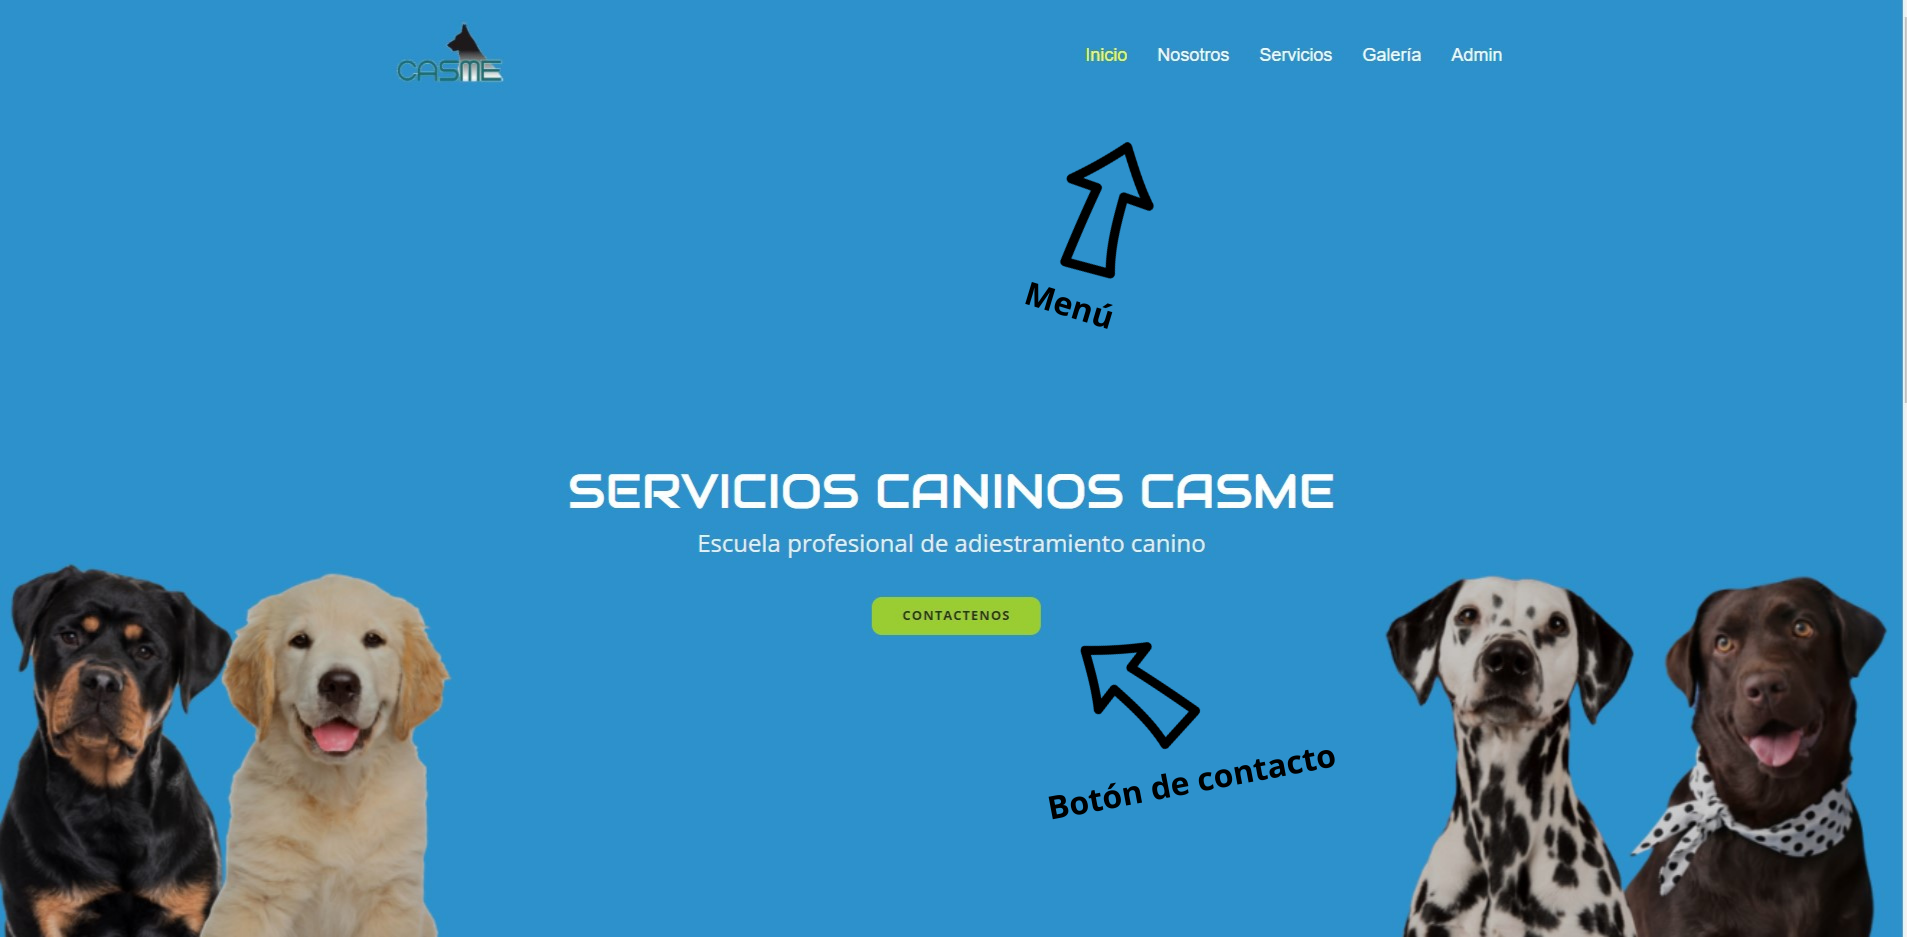 CASME
Inicio Nosotros Servicios Galería Admin
Menú
SERVICIOS CANINOS CASME
Escuela profesional de adiestramiento canino
CONTACTENOS
Botón de contacto